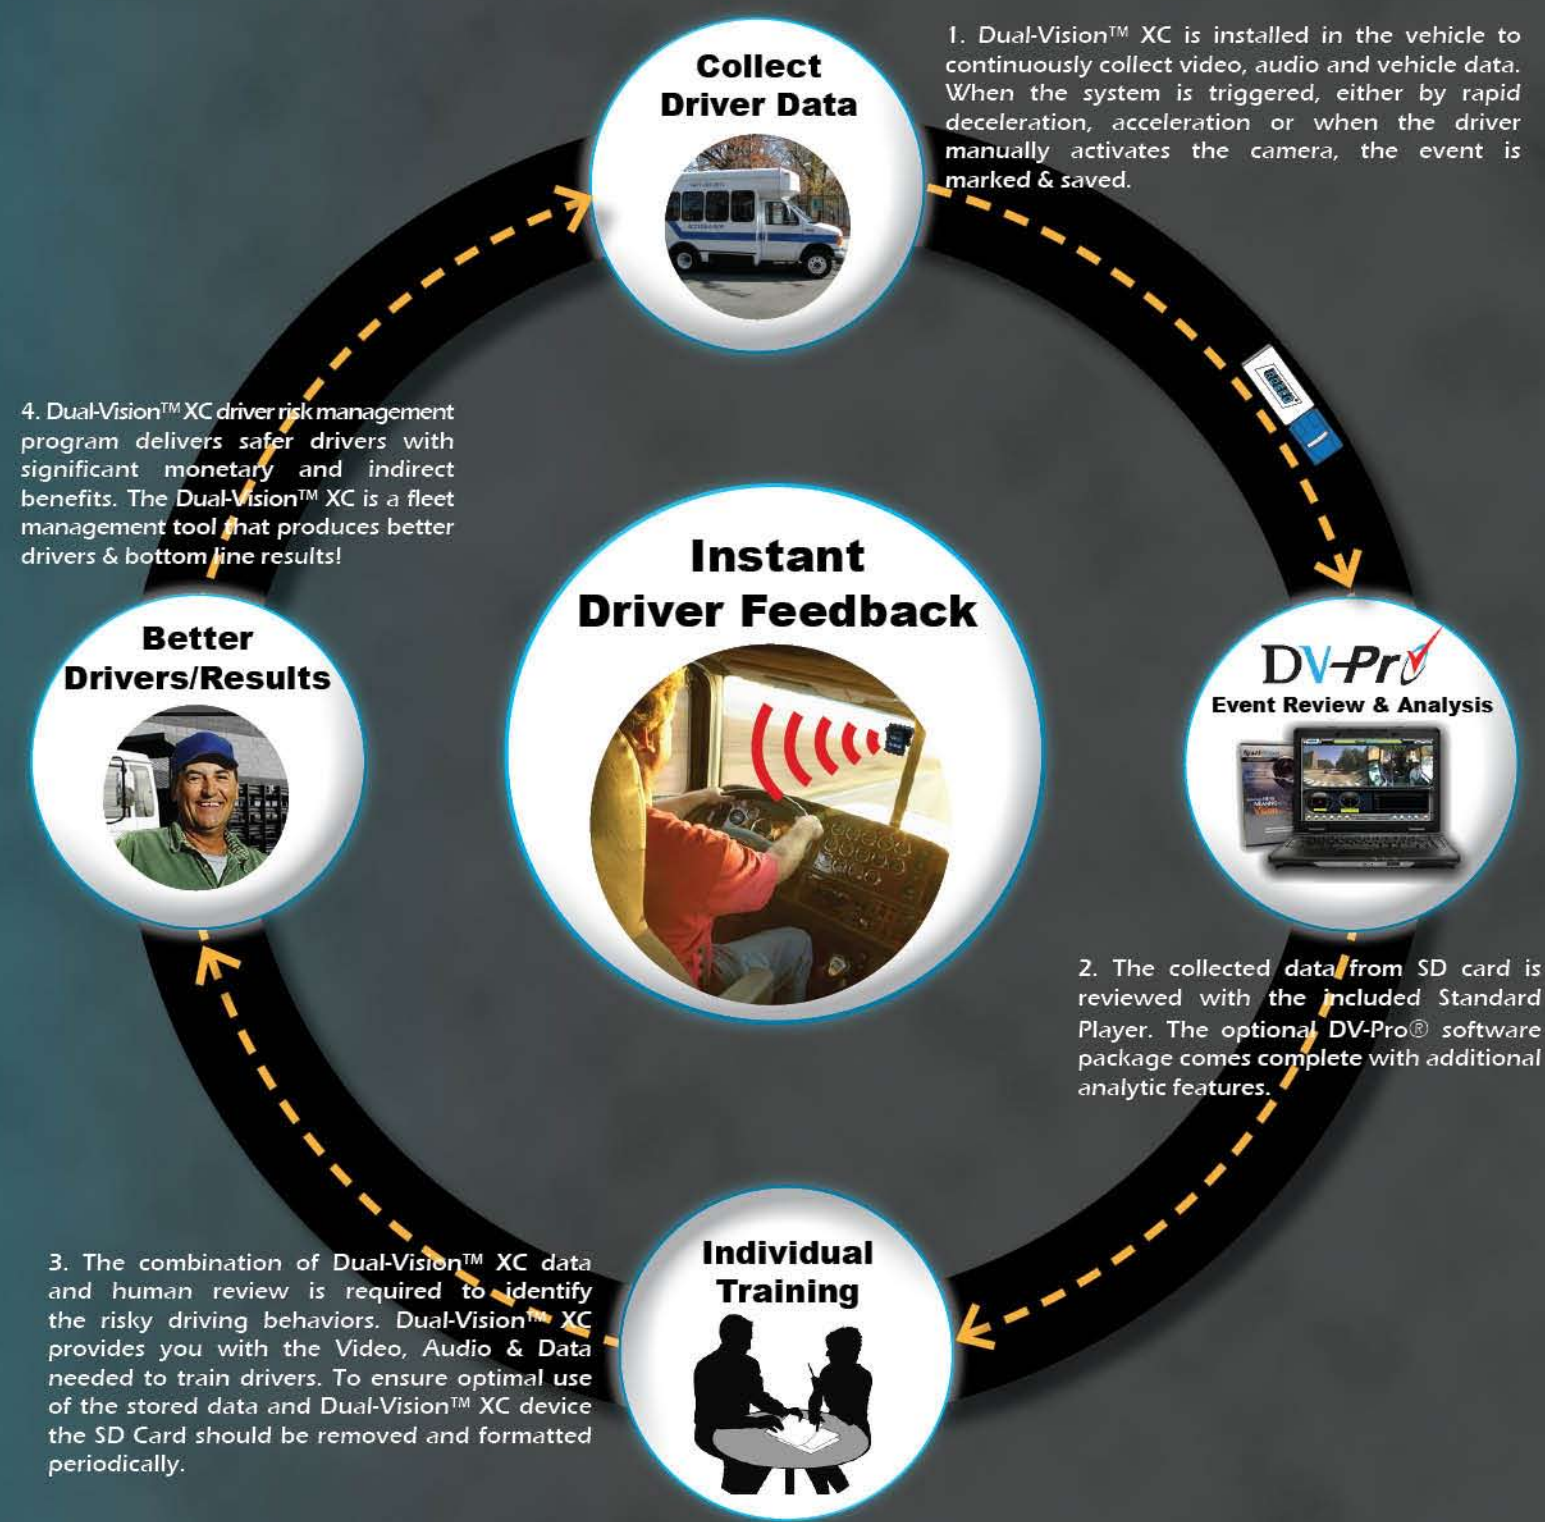 Collect
Driver Data
1. Dual-Vision™ XC is installed in the vehicle to
continuously collect video, audio and vehicle data.
When the system is triggered, either by rapid
deceleration, acceleration or when the driver
manually activates the camera, the event is
marked & saved.
4. Dual-Vision™ XC driver risk management
program delivers safer drivers with
significant monetary and indirect
benefits. The Dual-Vision™ XC is a fleet
management tool that produces better
drivers & bottom line results!
Instant
Driver Feedback
Better
Drivers/Results
DV-Pro
Event Review & Analysis
2. The collected data from SD card is
reviewed with the included Standard
Player. The optional DV-Pro® software
package comes complete with additional
analytic features.
Individual
Training
3. The combination of Dual-Vision™ XC data
and human review is required to identify
the risky driving behaviors. Dual-Vision™ XC
provides you with the Video, Audio & Data
needed to train drivers. To ensure optimal use
of the stored data and Dual-Vision™ XC device
the SD Card should be removed and formatted
periodically.